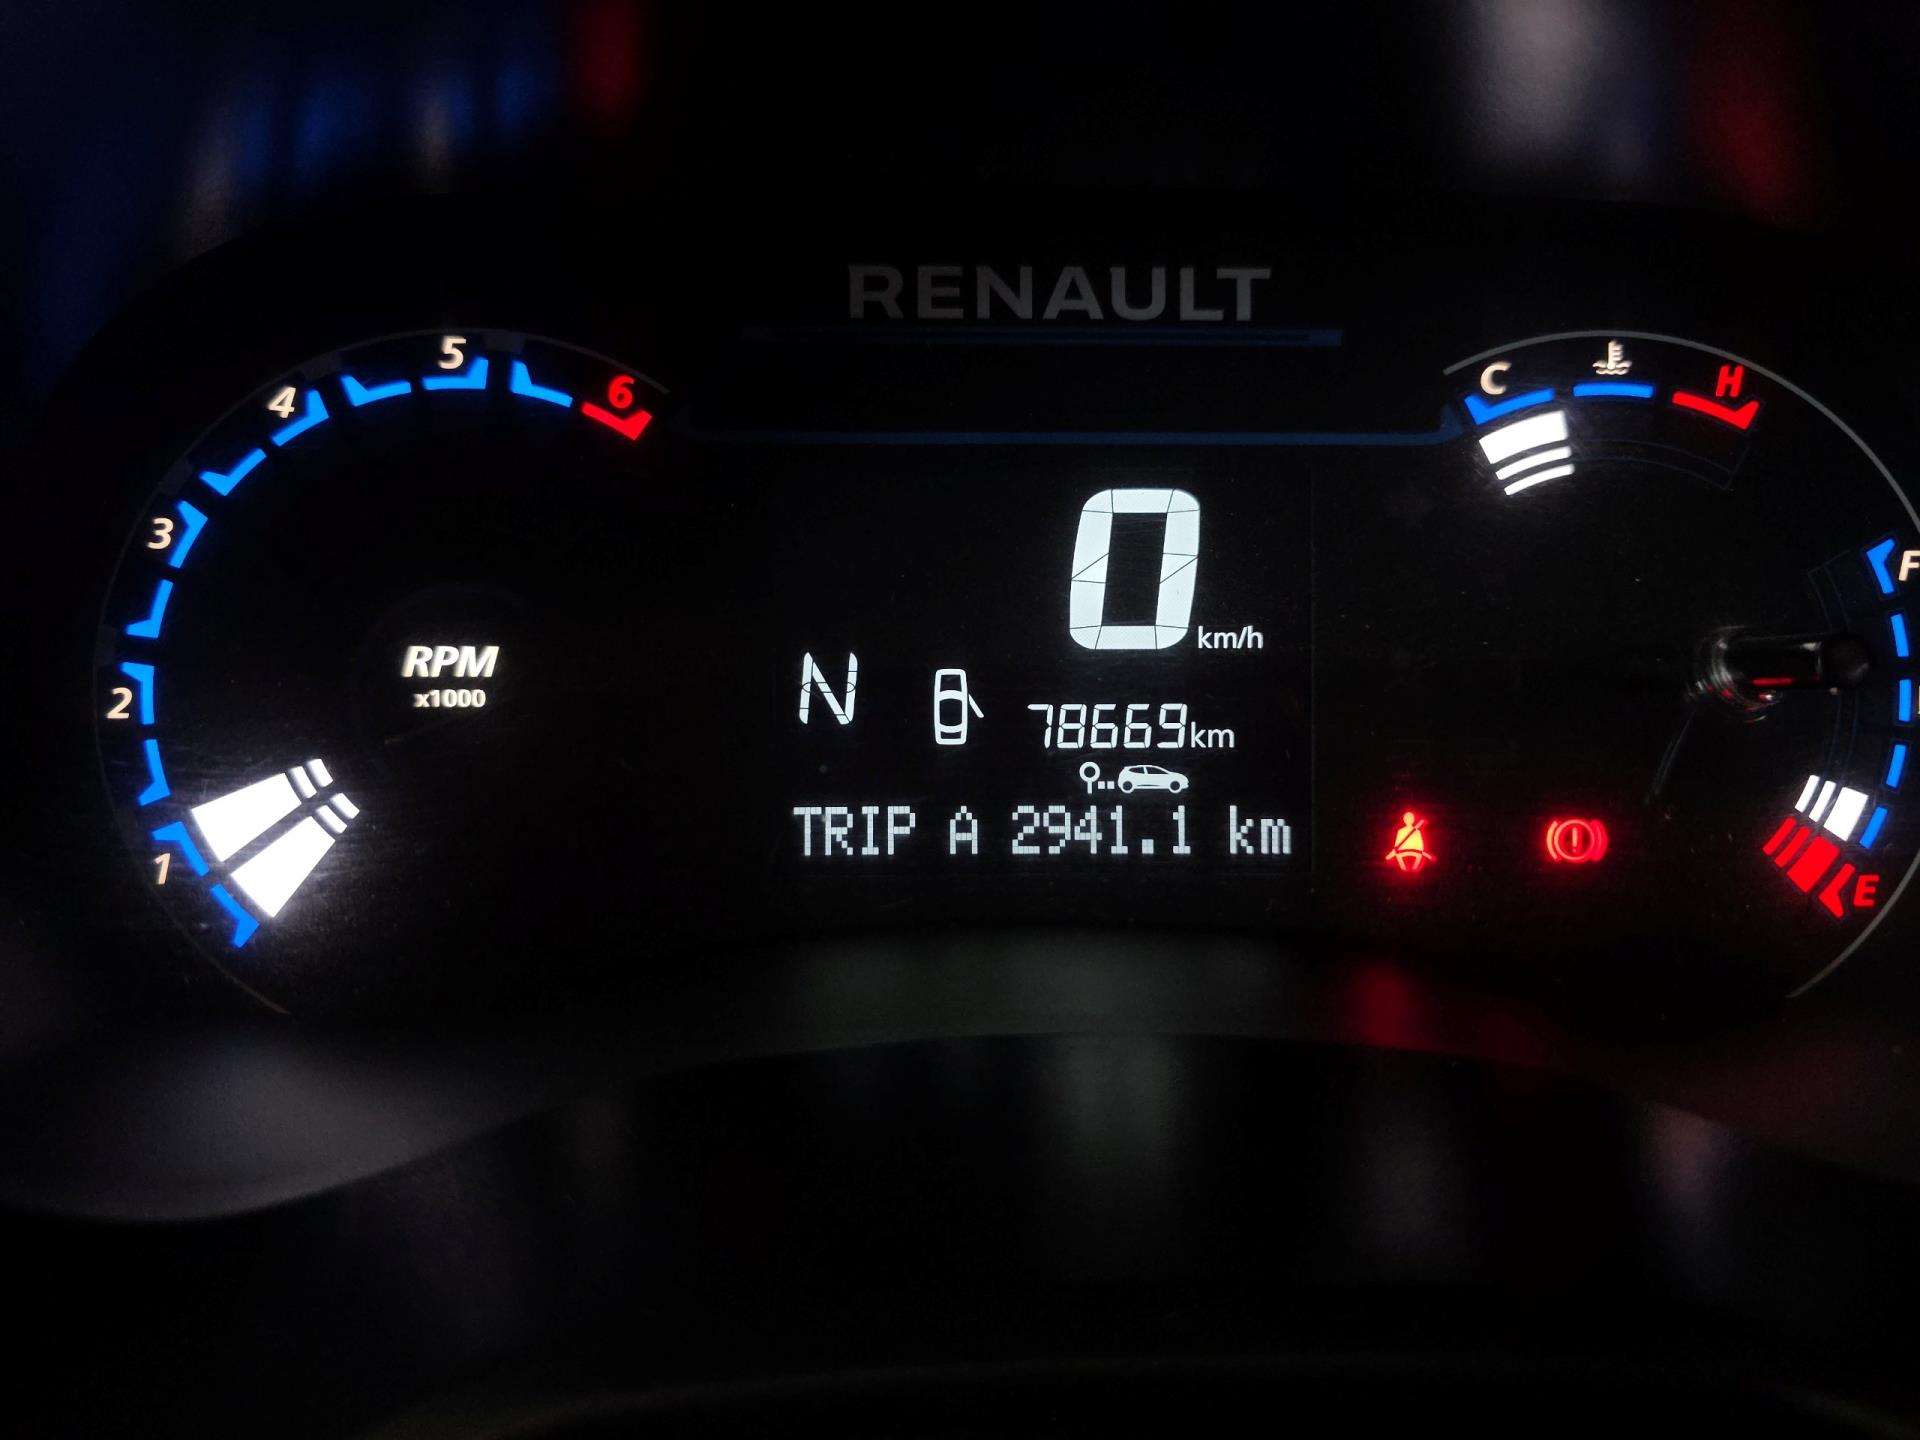 RENAULT
5
4
6
3
2
1
RPM
x1000
C
H
F
E
0 km/h
N
78669km
TRIP A 2941.1 km